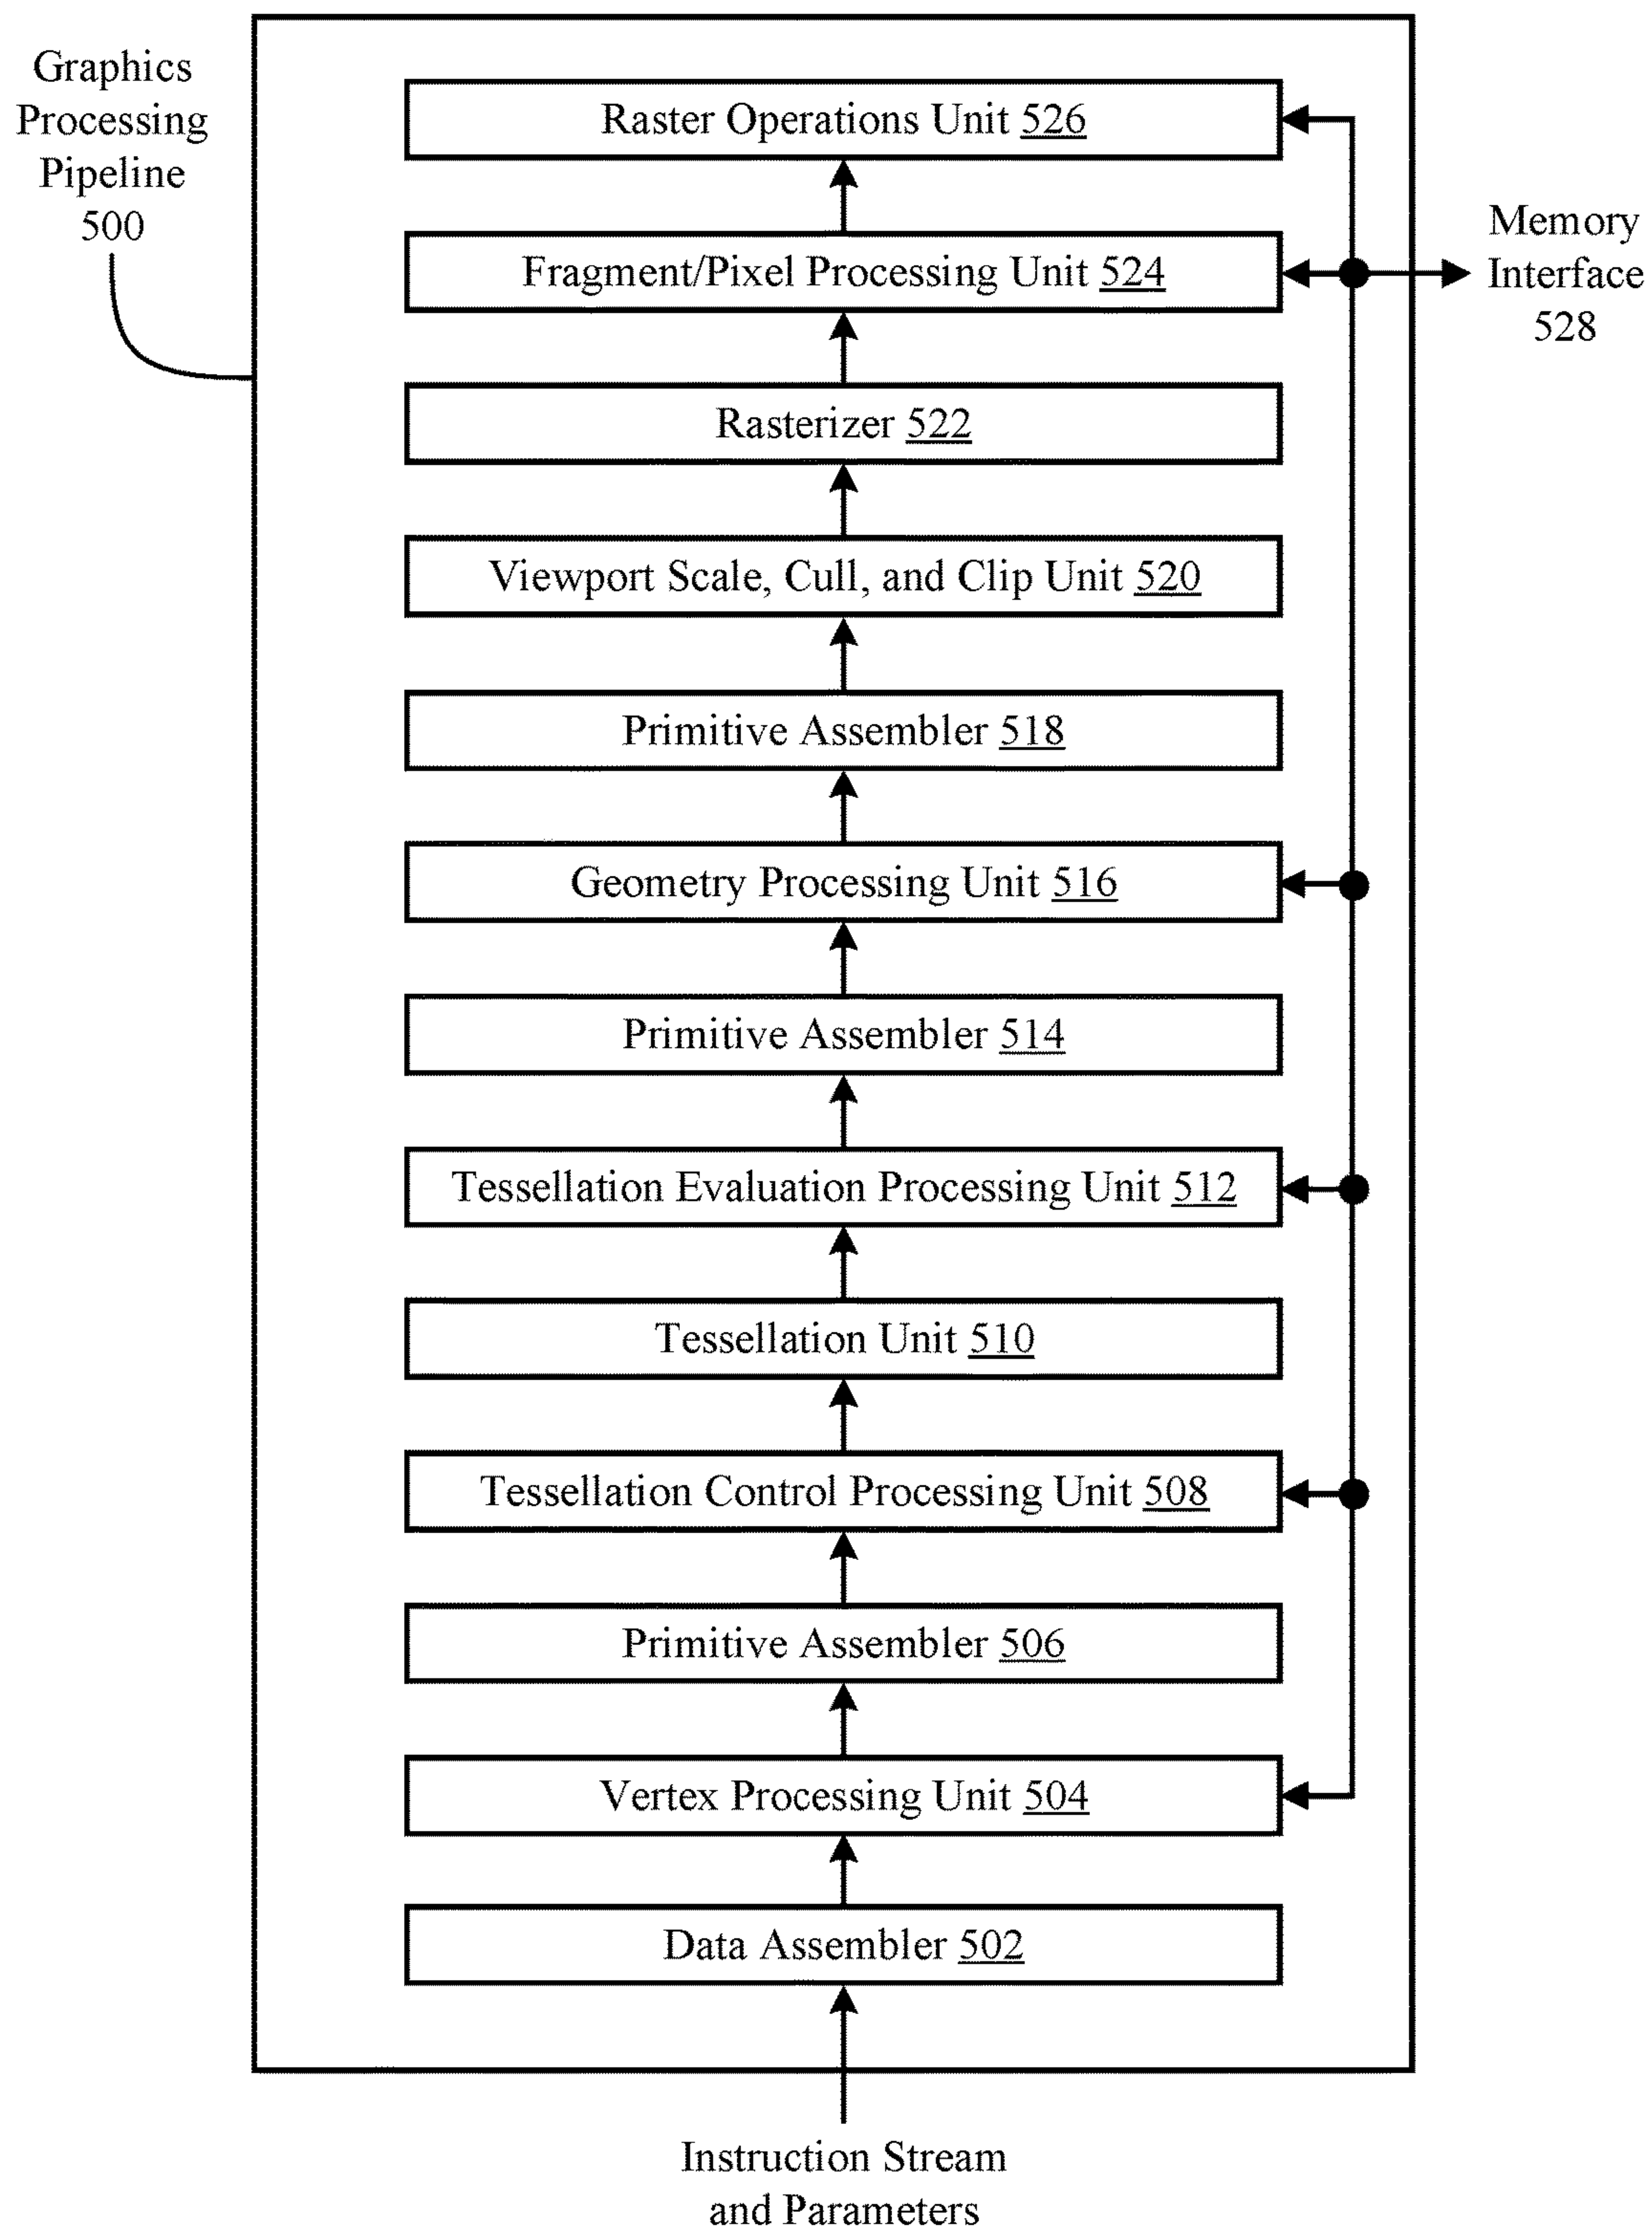 Graphics
Processing
Pipeline
500
Raster Operations Unit 526
Memory
Interface
528
Fragment/Pixel Processing Unit 524
Rasterizer 522
Viewport Scale, Cull, and Clip Unit 520
Primitive Assembler 518
Geometry Processing Unit 516
Primitive Assembler 514
Tessellation Evaluation Processing Unit 512
Tessellation Unit 510
Tessellation Control Processing Unit 508
Primitive Assembler 506
Vertex Processing Unit 504
Data Assembler 502
Instruction Stream
and Parameters